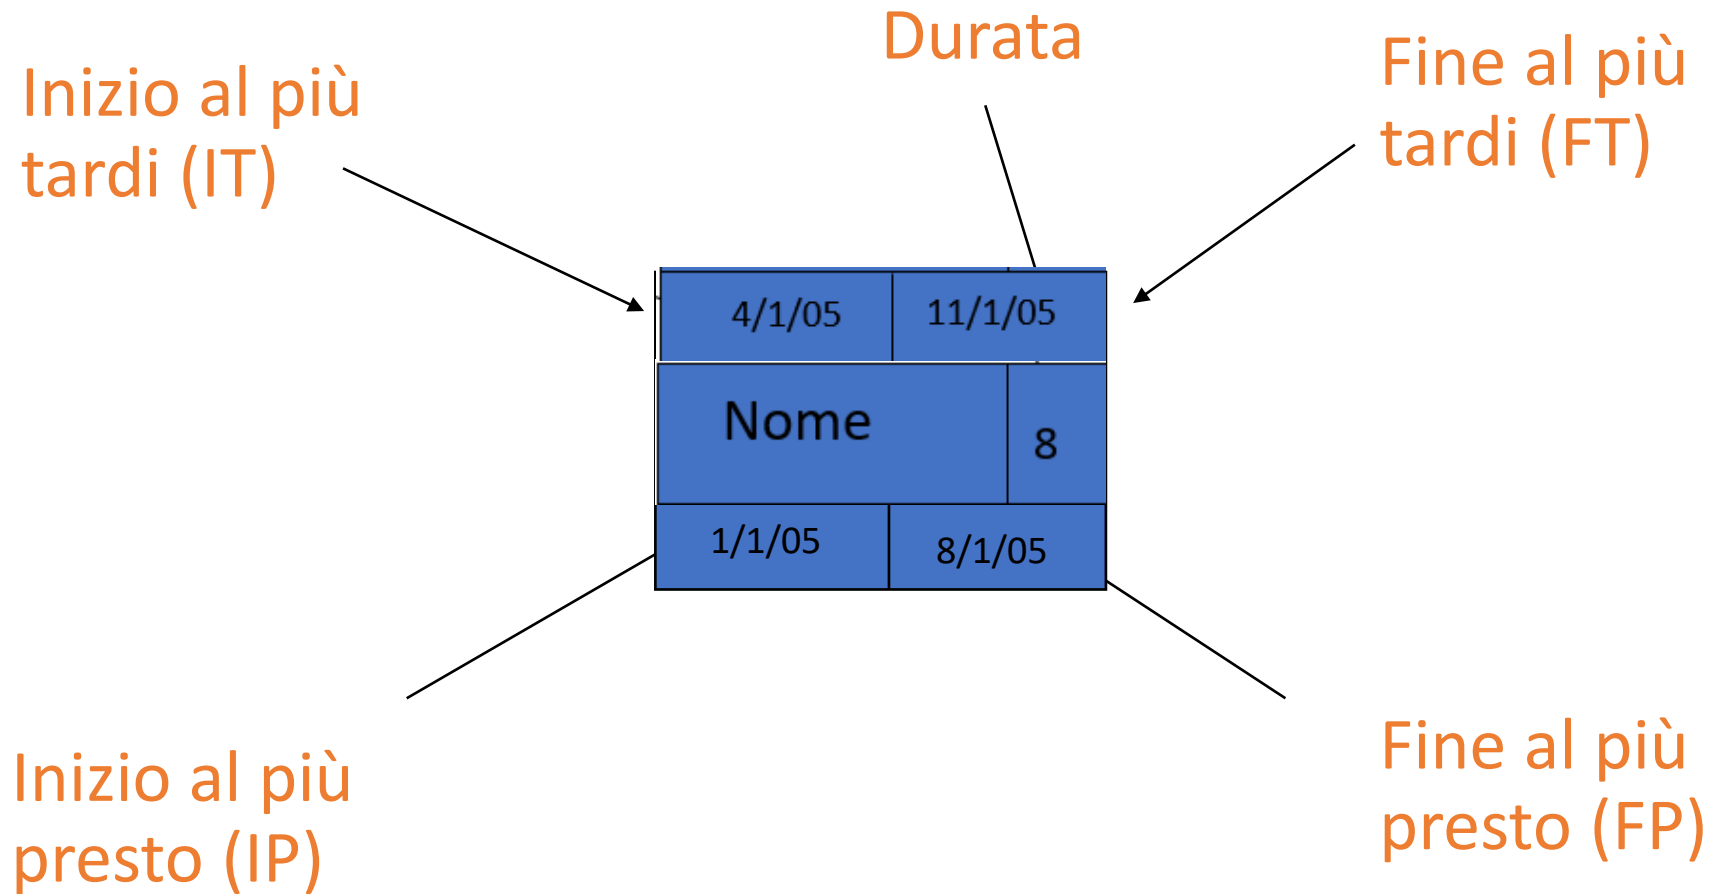 Durata
Inizio al più
tardi (IT)
Fine al più
tardi (FT)
4/1/05
11/1/05
Nome
8
1/1/05
8/1/05
Inizio al più
presto (IP)
Fine al più
presto (FP)